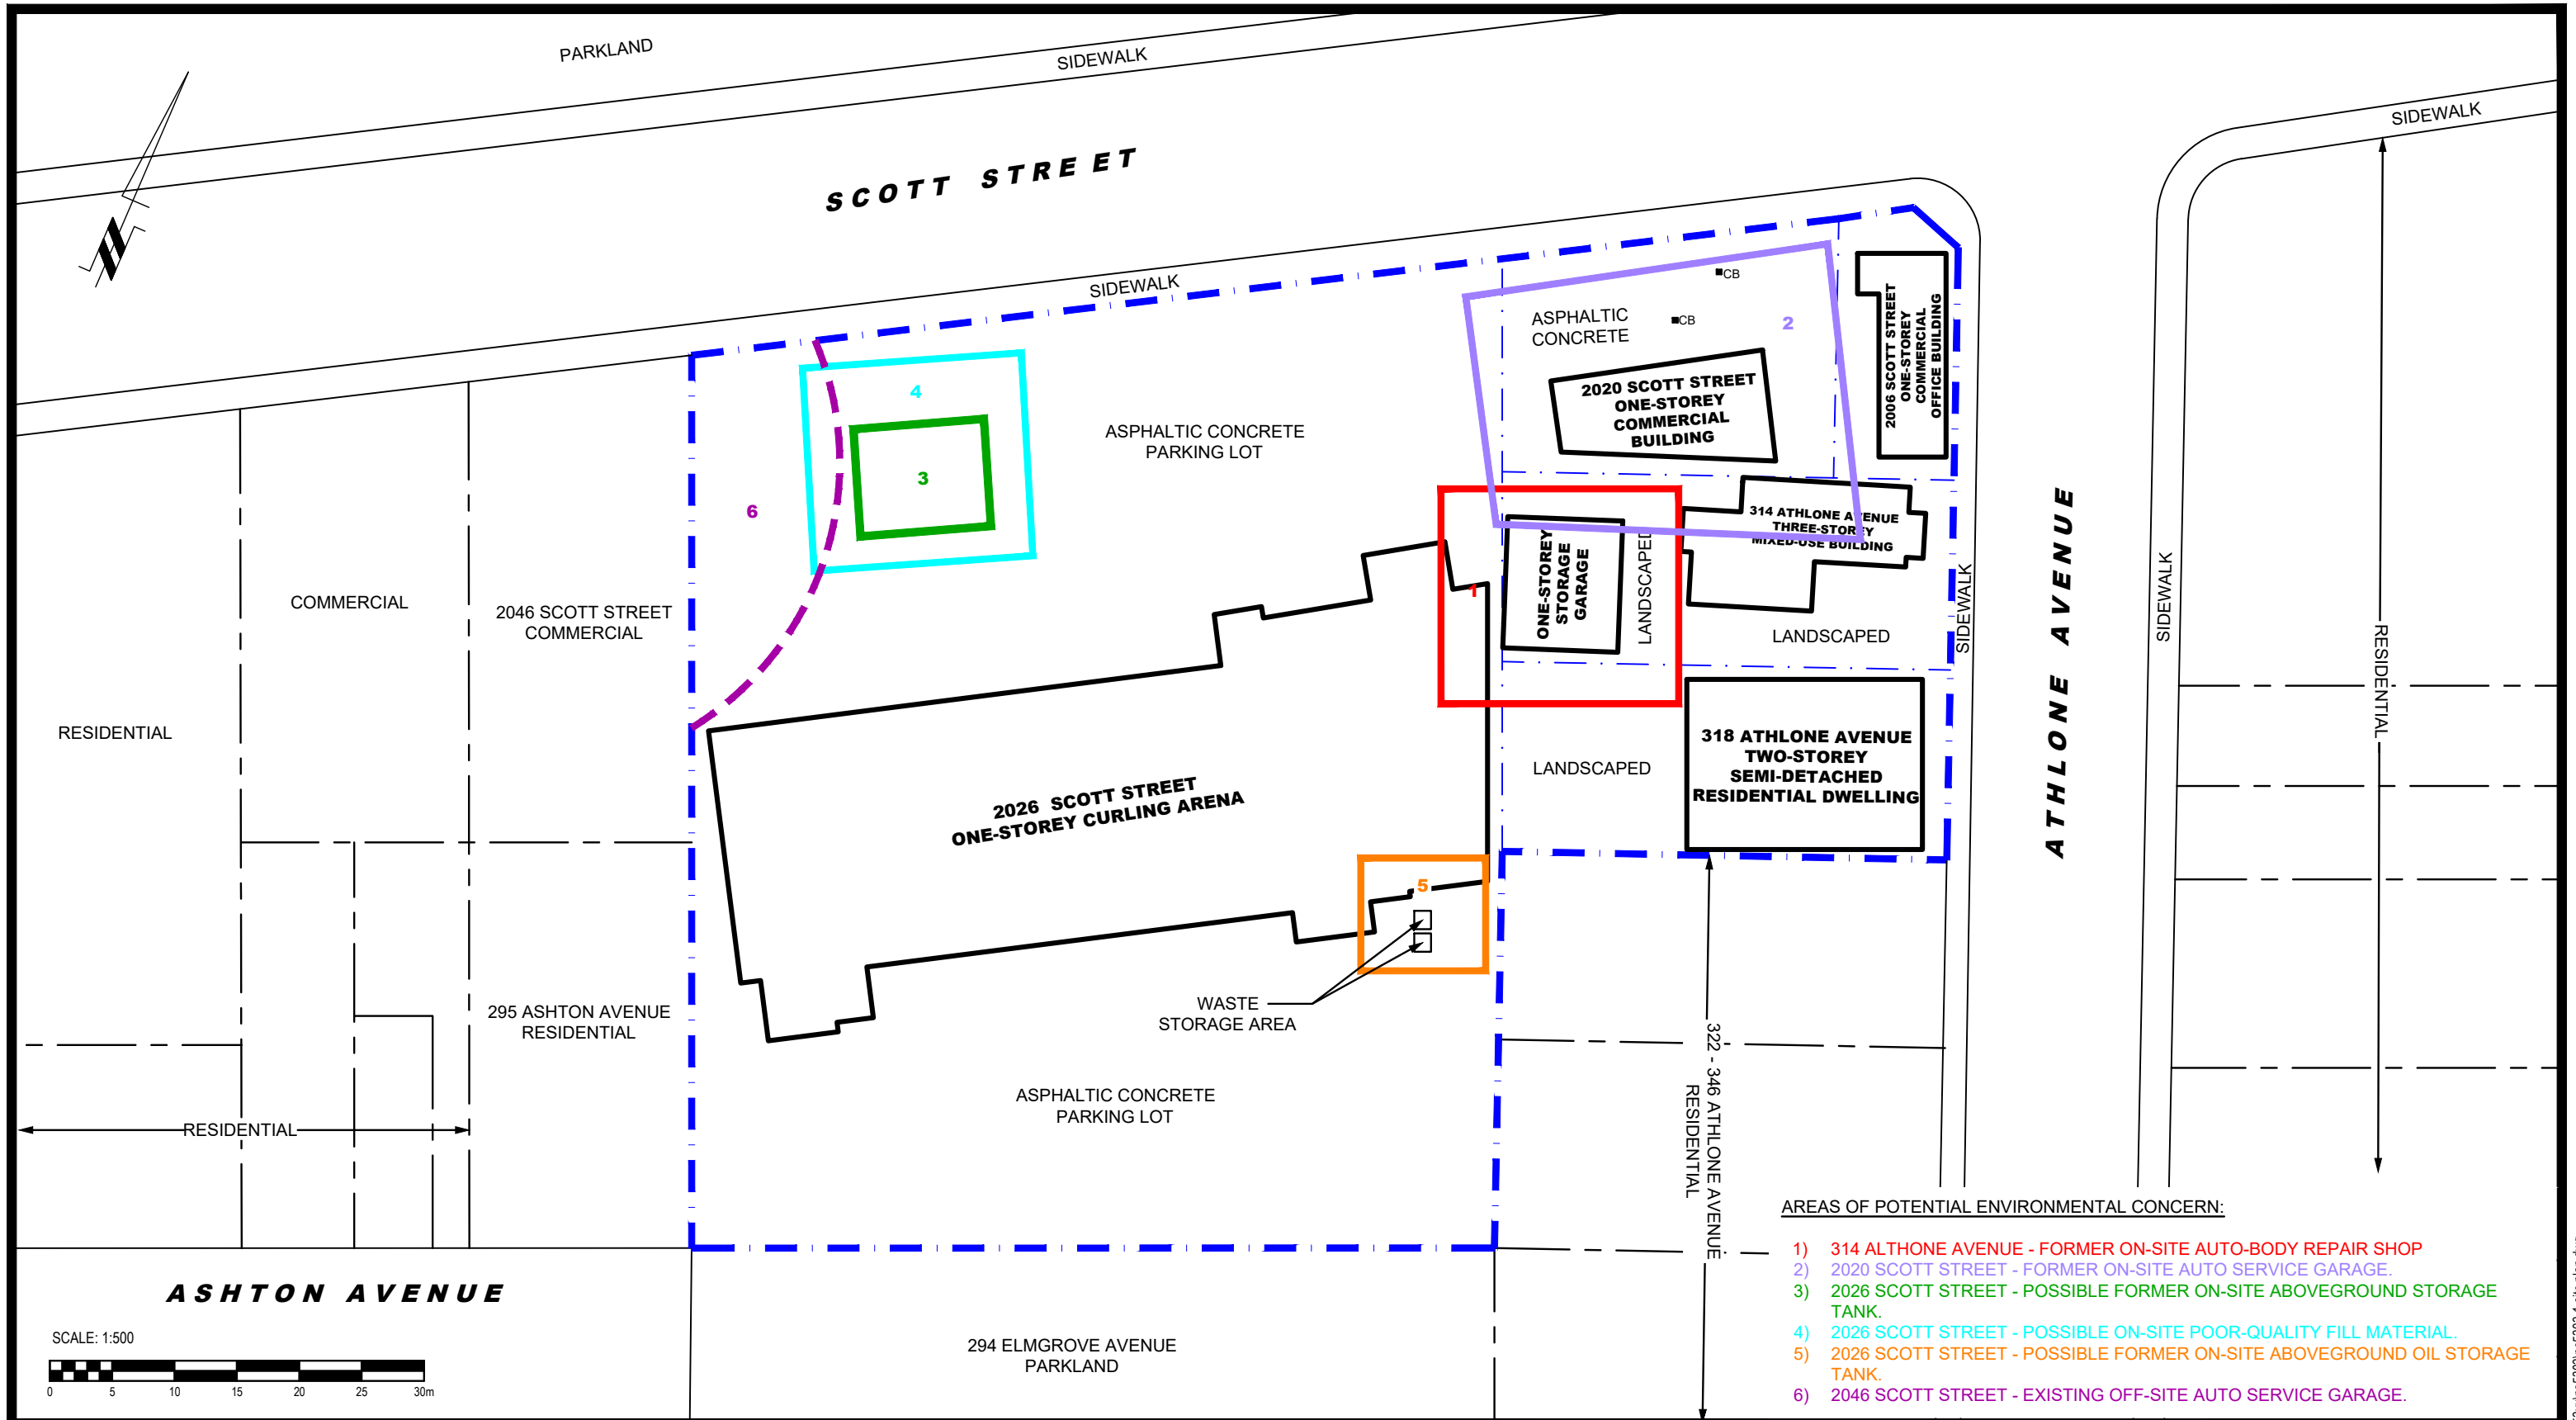 PARKLAND
SIDEWALK
SIDEWALK
SCOTT STREET
SIDEWALK
CB
CB
ASPHALTIC
CONCRETE
2
2020 SCOTT STREET
ONE-STOREY
COMMERCIAL
BUILDING
2006 SCOTT STREET
ONE-STOREY
COMMERCIAL
OFFICE BUILDING
4
3
6
ASPHALTIC CONCRETE
PARKING LOT
1
ONE-STOREY
STORAGE
GARAGE
LANDSCAPED
314 ATHLONE AVENUE
THREE-STOREY
MIXED-USE BUILDING
LANDSCAPED
SIDEWALK
ATHLONE AVENUE
SIDEWALK
RESIDENTIAL
COMMERCIAL
2046 SCOTT STREET
COMMERCIAL
RESIDENTIAL
2026 SCOTT STREET
ONE-STOREY CURLING ARENA
LANDSCAPED
318 ATHLONE AVENUE
TWO-STOREY
SEMI-DETACHED
RESIDENTIAL DWELLING
5
WASTE
STORAGE AREA
295 ASHTON AVENUE
RESIDENTIAL
RESIDENTIAL
ASPHALTIC CONCRETE
PARKING LOT
322 - 346 ATHLONE AVENUE
RESIDENTIAL
ASHTON AVENUE
SCALE: 1:500
0 5 10 15 20 25 30m
294 ELMGROVE AVENUE
PARKLAND
AREAS OF POTENTIAL ENVIRONMENTAL CONCERN:
1) 314 ALTHONE AVENUE - FORMER ON-SITE AUTO-BODY REPAIR SHOP
2) 2020 SCOTT STREET - FORMER ON-SITE AUTO SERVICE GARAGE.
3) 2026 SCOTT STREET - POSSIBLE FORMER ON-SITE ABOVEGROUND STORAGE
TANK.
4) 2026 SCOTT STREET - POSSIBLE ON-SITE POOR-QUALITY FILL MATERIAL.
5) 2026 SCOTT STREET - POSSIBLE FORMER ON-SITE ABOVEGROUND OIL STORAGE
TANK.
6) 2046 SCOTT STREET - EXISTING OFF-SITE AUTO SERVICE GARAGE.